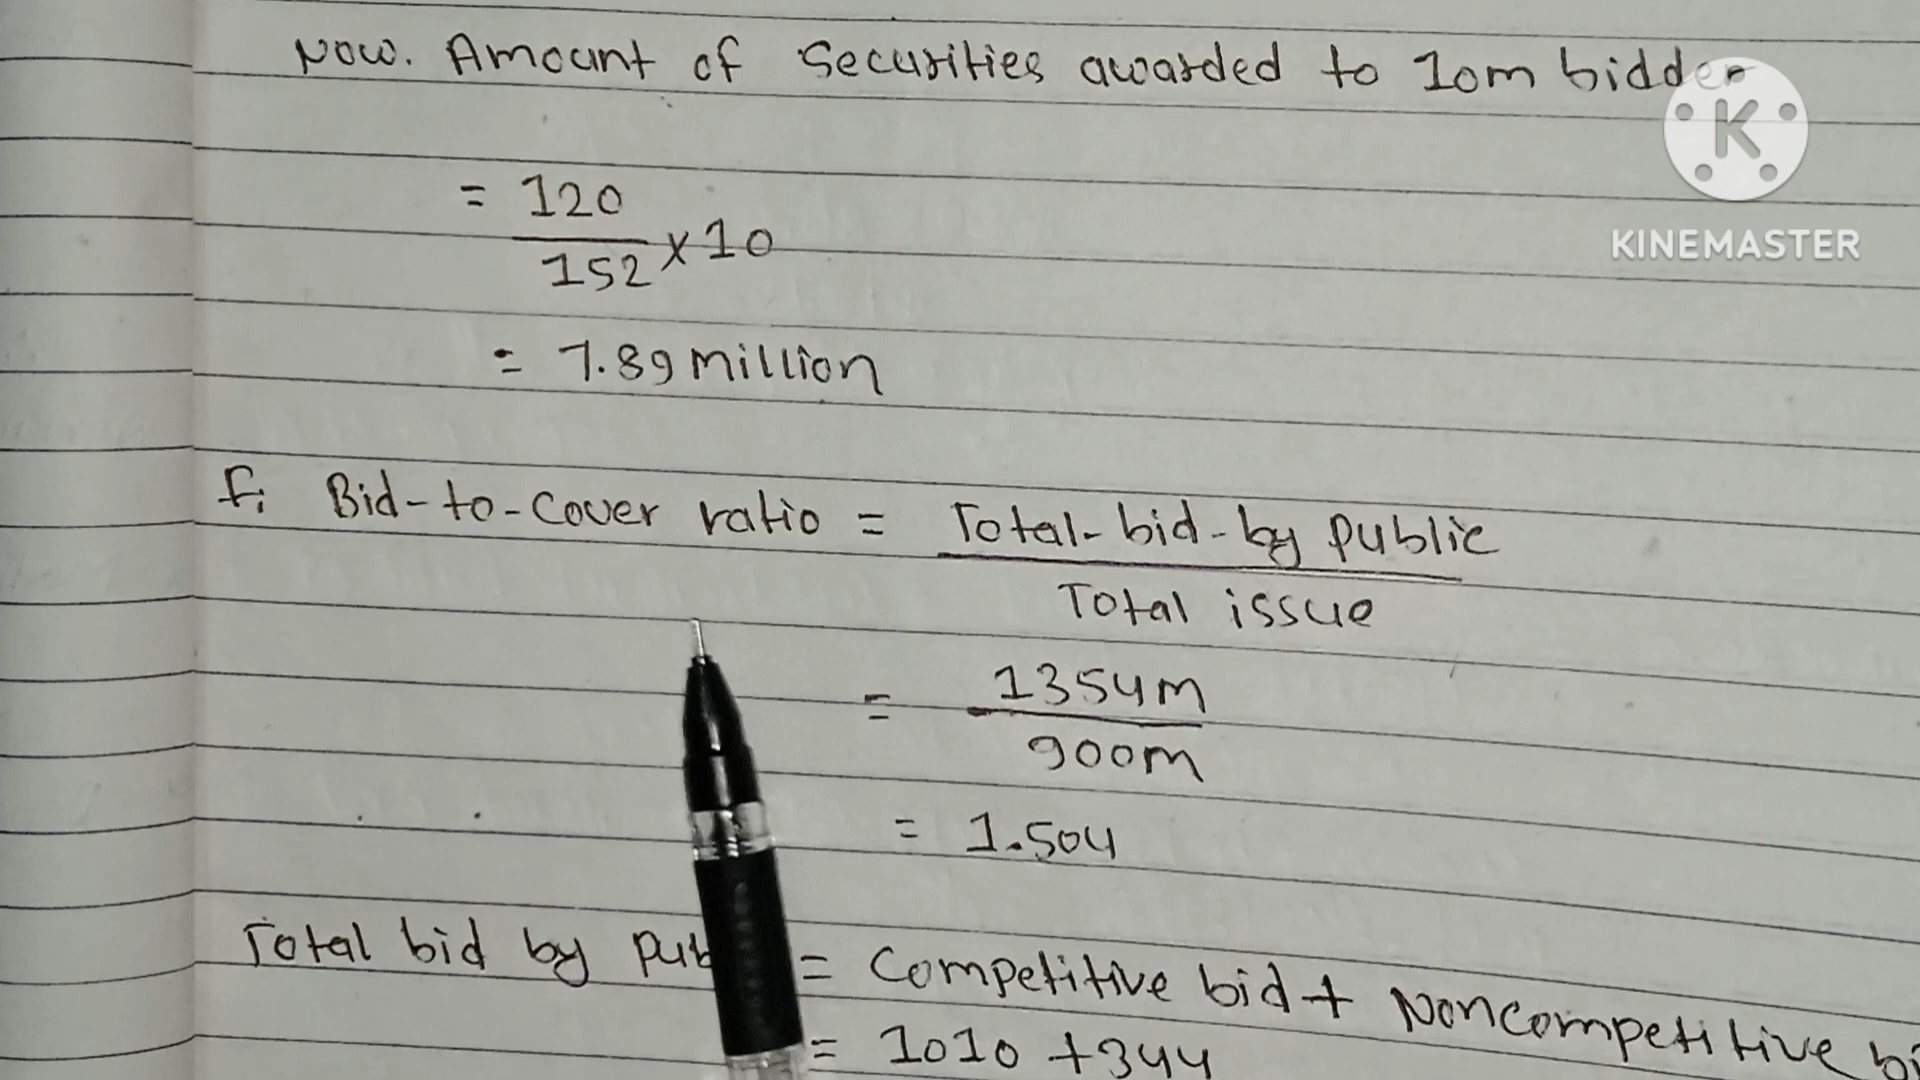 Now. Amount of Securities awarded to 10m bidder
K
KINEMASTER
= 120
152 × 10
= 7.89 million
f. Bid-to-Cover ratio = Total-bid-by public
Total issue
= 1354m
900m
= 1.504
Total bid by = Competitive bid + Noncompetitive
= 1010 + 344